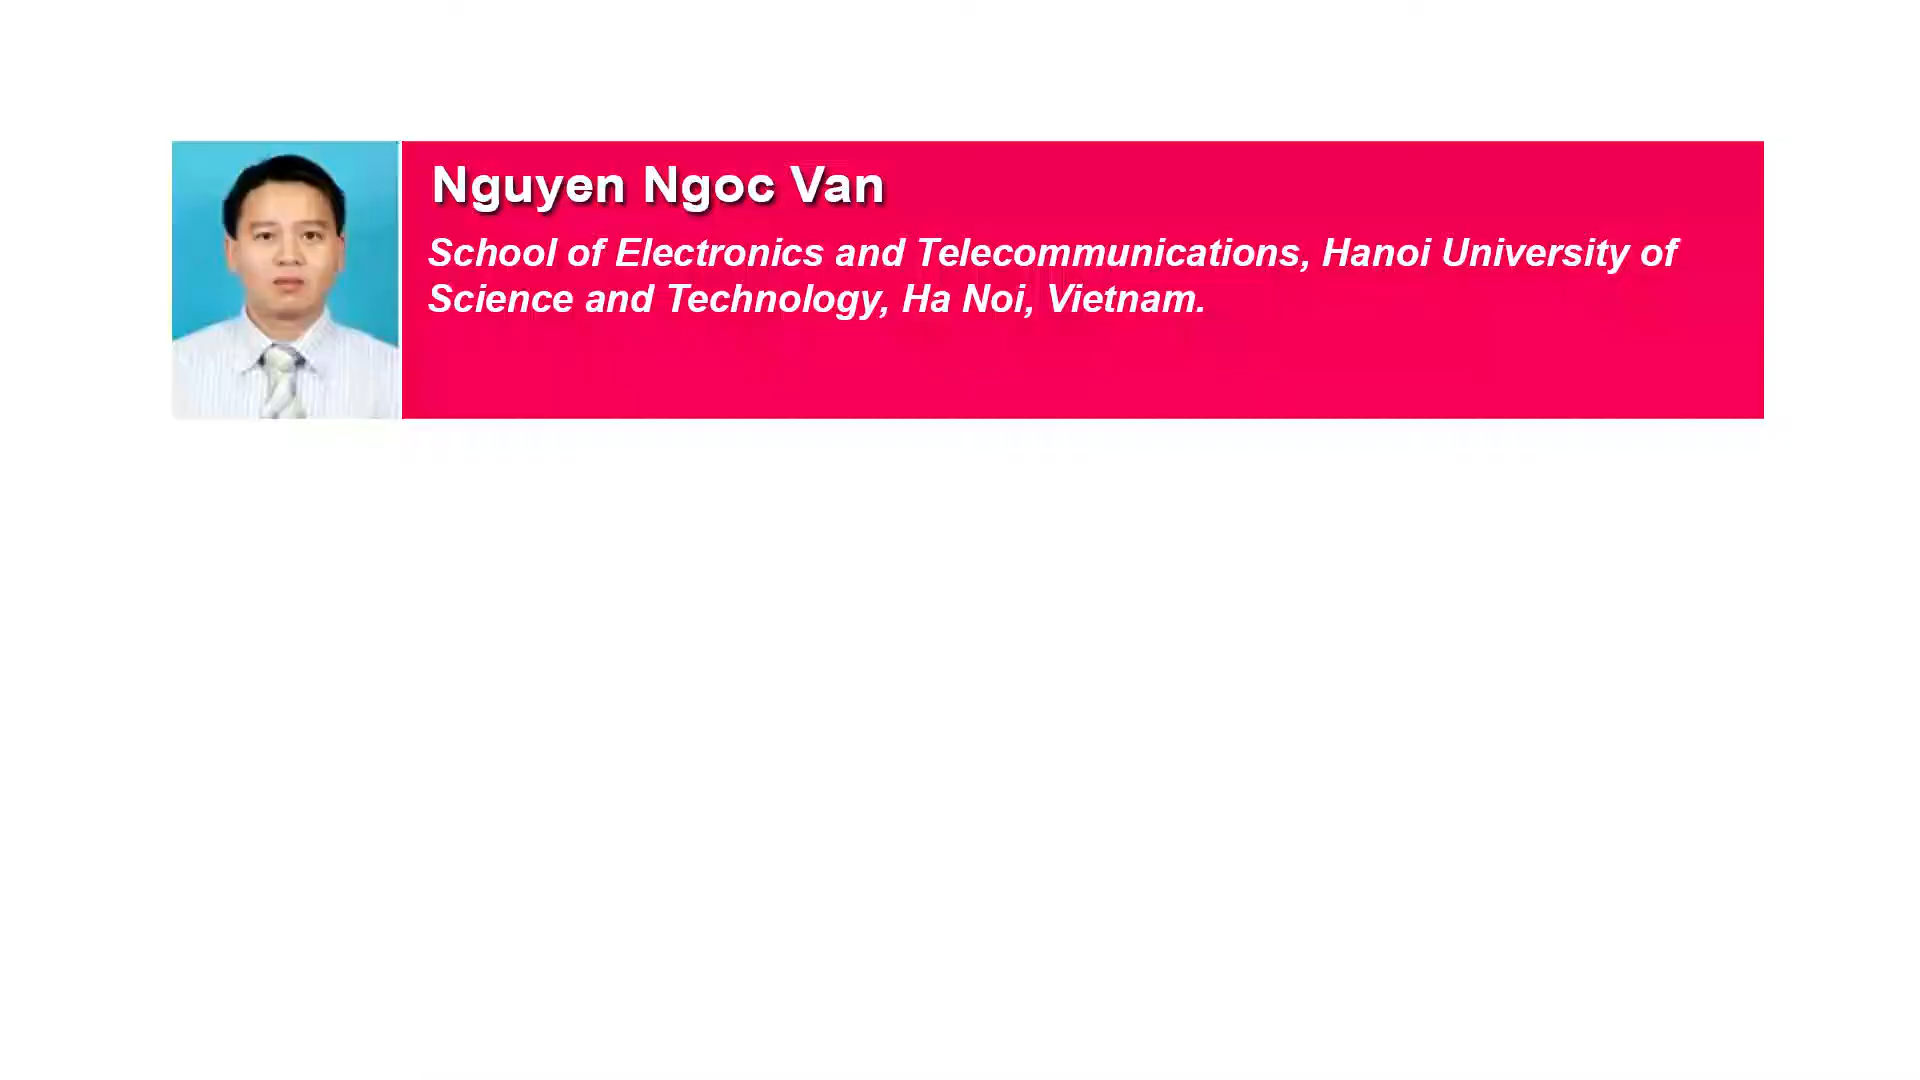 Nguyen Ngoc Van
School of Electronics and Telecommunications, Hanoi University of
Science and Technology, Ha Noi, Vietnam.